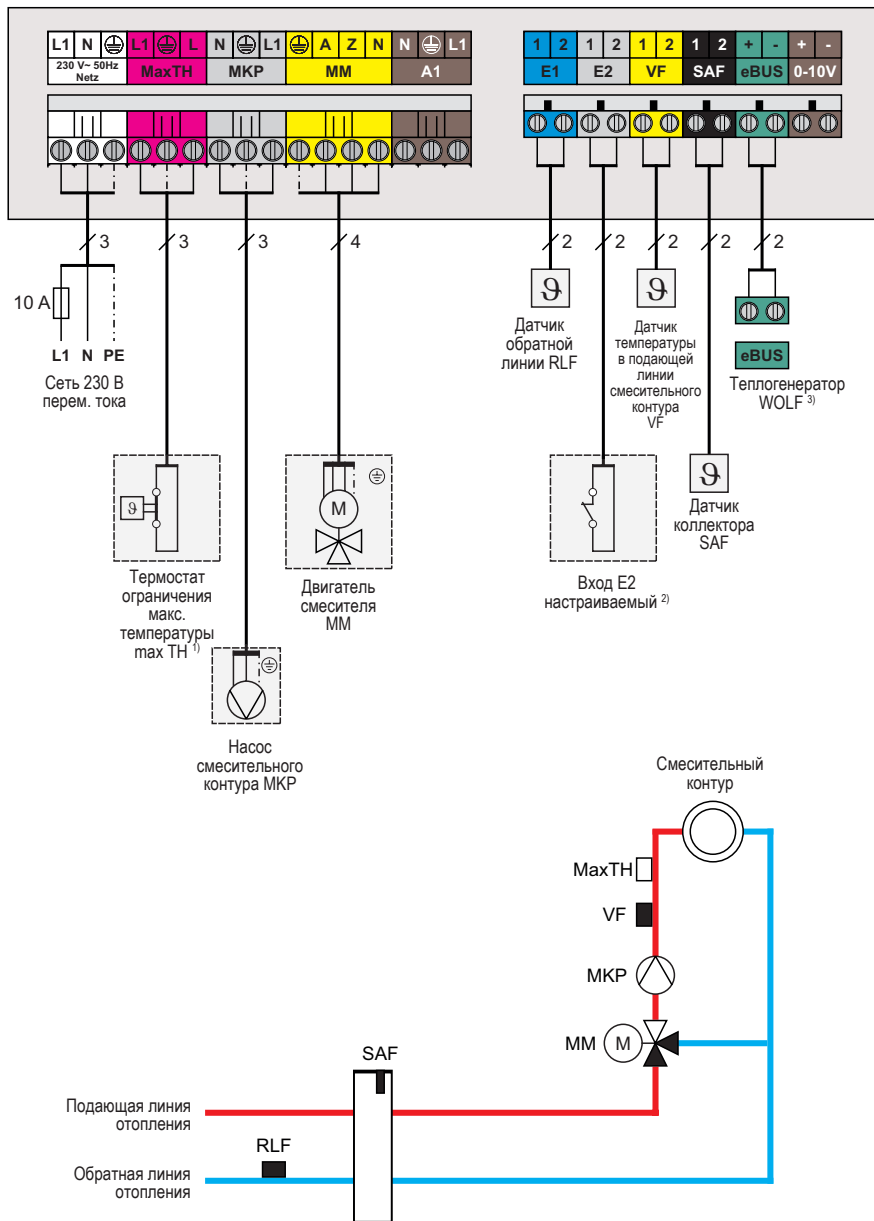 L1 N L1 L N L1 A Z N N L1
230 V~ 50Hz
Netz
MaxTH MKP MM A1
1 2 1 2 1 2 1 2 + - + -
E1 E2 VF SAF eBUS 0-10V
3 3 3 4 2 2 2 2 2
10 A
L1 N PE
Сеть 230 В
перем. тока
ϑ
Датчик
обратной
линии RLF
ϑ
Датчик
температуры
в подающей
линии
смесительного
контура
VF
eBUS
Теплогенератор
WOLF 3)
ϑ
Термостат
ограничения
макс.
температуры
max TH 1)
M
Двигатель
смесителя
MM
Вход E2
настраиваемый 2)
ϑ
Датчик
коллектора
SAF
Насос
смесительного
контура MKP
Смесительный
контур
MaxTH
VF
MKP
MM M
SAF
Подающая линия
отопления
RLF
Обратная линия
отопления